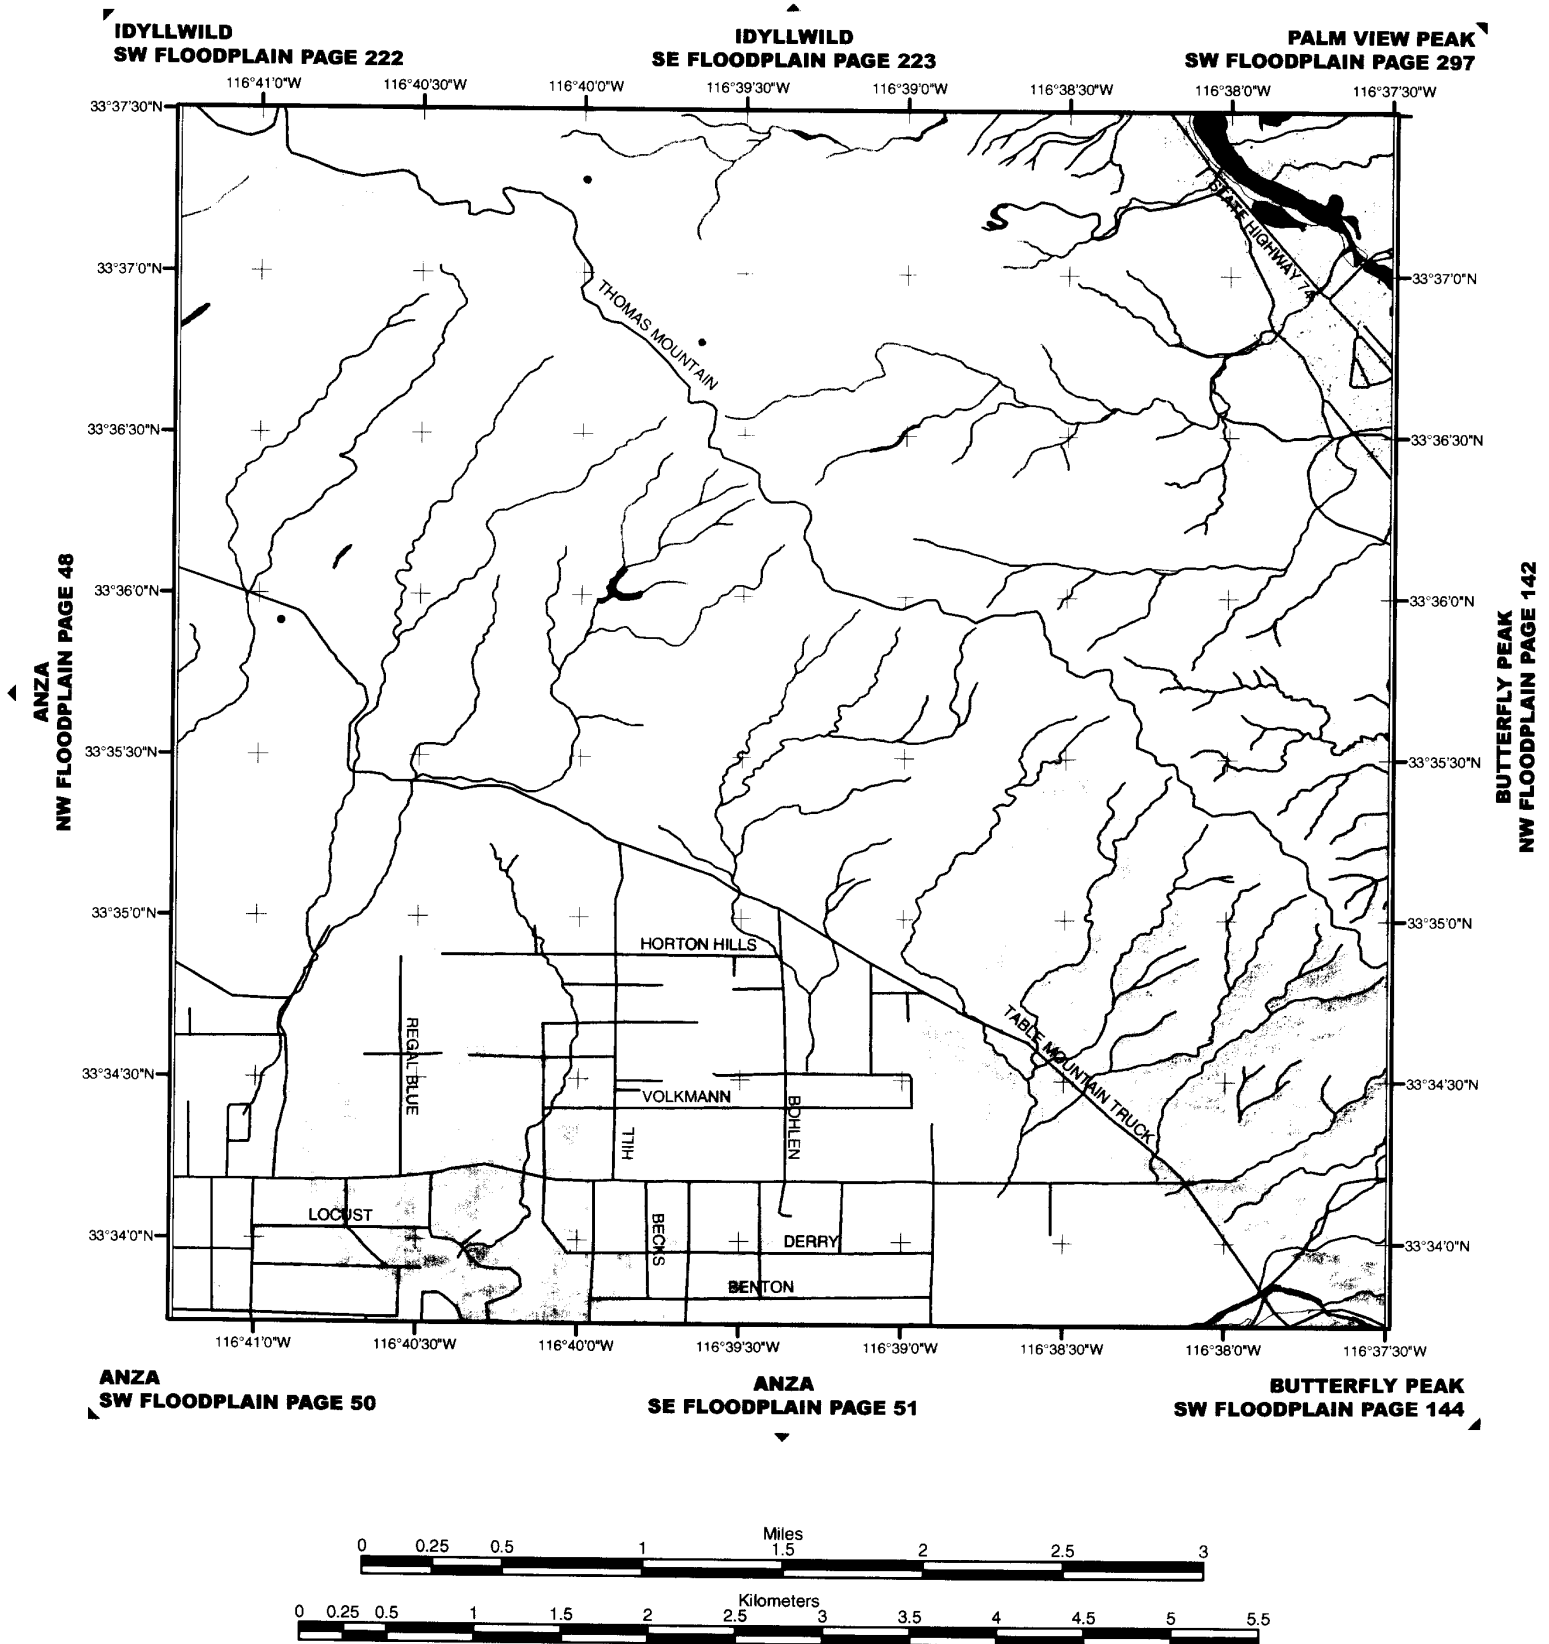 IDYLLWILD
SW FLOODPLAIN PAGE 222
IDYLLWILD
SE FLOODPLAIN PAGE 223
PALM VIEW PEAK
SW FLOODPLAIN PAGE 297
116°41'0"W
116°40'30"W
116°40'0"W
116°39'30"W
116°39'0"W
116°38'30"W
116°38'0"W
116°37'30"W
33°37'30"N
STATE HIGHWAY 74
33°37'0"N
33°37'0"N
THOMAS MOUNTAIN
33°36'30"N
33°36'30"N
ANZA
NW FLOODPLAIN PAGE 48
33°36'0"N
33°36'0"N
BUTTERFLY PEAK
NW FLOODPLAIN PAGE 142
33°35'30"N
33°35'30"N
33°35'0"N
33°35'0"N
HORTON HILLS
TABLE MOUNTAIN TRUCK
REGAL BLUE
33°34'30"N
33°34'30"N
VOLKMANN
BOHLEN
HILL
LOCUST
BECKS
33°34'0"N
DERRY
33°34'0"N
BENTON
116°41'0"W
116°40'30"W
116°40'0"W
116°39'30"W
116°39'0"W
116°38'30"W
116°38'0"W
116°37'30"W
ANZA
SW FLOODPLAIN PAGE 50
ANZA
SE FLOODPLAIN PAGE 51
BUTTERFLY PEAK
SW FLOODPLAIN PAGE 144
Miles
0 0.25 0.5 1 1.5 2 2.5 3
Kilometers
0 0.25 0.5 1 1.5 2 2.5 3 3.5 4 4.5 5 5.5